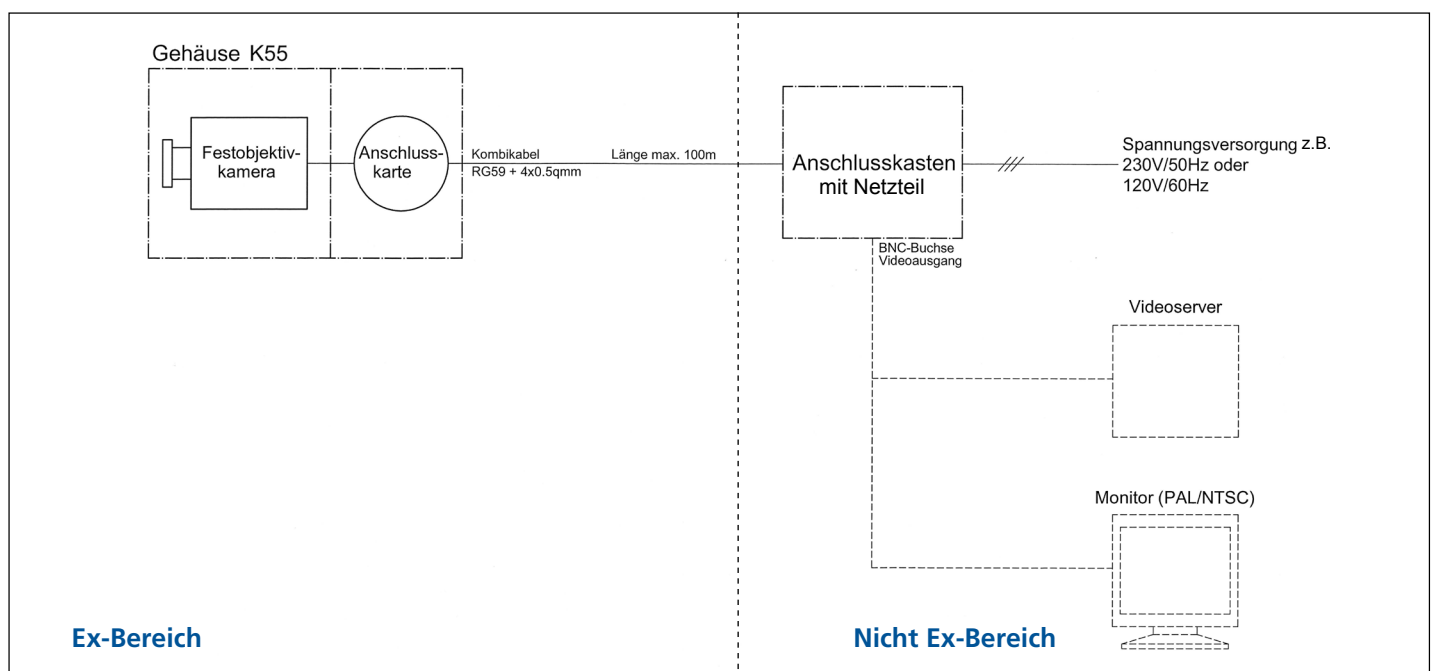 Gehäuse K55
Festobjektiv-
kamera
Anschluss-
karte
Kombikabel
RG59 + 4x0.5qmm
Länge max. 100m
Anschlusskasten
mit Netzteil
Spannungsversorgung z.B.
230V/50Hz oder
120V/60Hz
BNC-Buchse
Videoausgang
Videoserver
Monitor (PAL/NTSC)
Ex-Bereich
Nicht Ex-Bereich